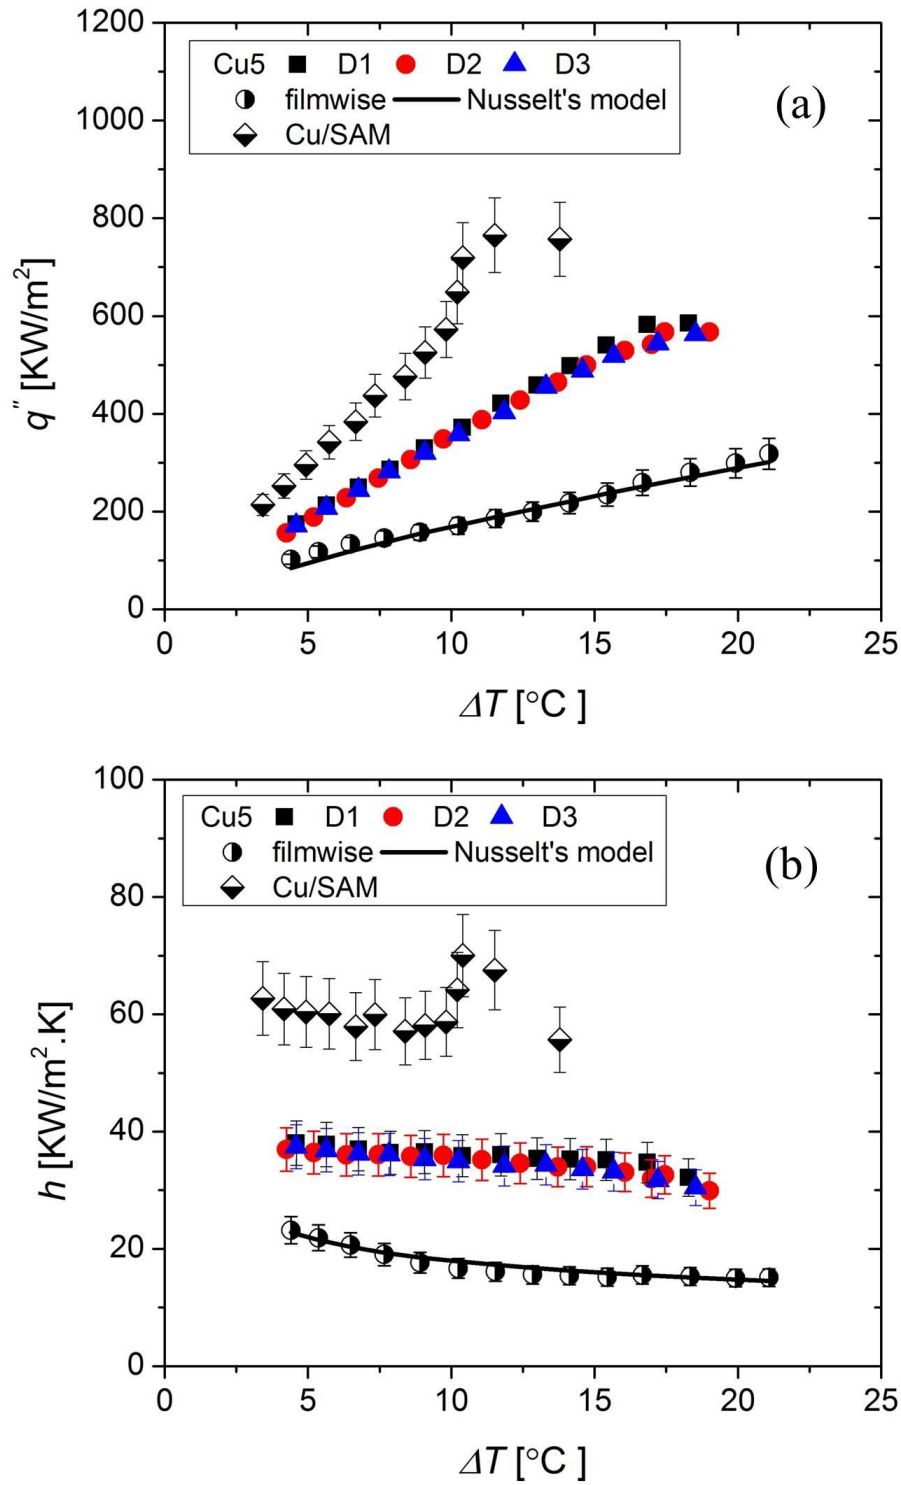 1200
1000
800
600
400
200
0
q″ [KW/m²]
Cu5 D1 D2 D3
filmwise Nusselt's model
Cu/SAM
(a)
0 5 10 15 20 25
ΔT [°C ]
100
80
60
40
20
0
h [KW/m².K]
Cu5 D1 D2 D3
filmwise Nusselt's model
Cu/SAM
(b)
0 5 10 15 20 25
ΔT [°C ]